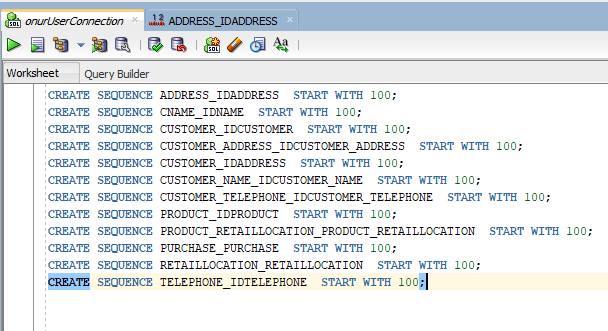 onurUserConnection
ADDRESS_IDADDRESS
SQL
Aa
Worksheet
Query Builder
CREATE SEQUENCE ADDRESS_IDADDRESS  START WITH 100;
CREATE SEQUENCE CNAME_IDNAME  START WITH 100;
CREATE SEQUENCE CUSTOMER_IDCUSTOMER  START WITH 100;
CREATE SEQUENCE CUSTOMER_ADDRESS_IDCUSTOMER_ADDRESS  START WITH 100;
CREATE SEQUENCE CUSTOMER_IDADDRESS  START WITH 100;
CREATE SEQUENCE CUSTOMER_NAME_IDCUSTOMER_NAME  START WITH 100;
CREATE SEQUENCE CUSTOMER_TELEPHONE_IDCUSTOMER_TELEPHONE  START WITH 100;
CREATE SEQUENCE PRODUCT_IDPRODUCT  START WITH 100;
CREATE SEQUENCE PRODUCT_RETAILLOCATION_PRODUCT_RETAILLOCATION  START WITH 100;
CREATE SEQUENCE PURCHASE_PURCHASE  START WITH 100;
CREATE SEQUENCE RETAILLOCATION_RETAILLOCATION  START WITH 100;
CREATE SEQUENCE TELEPHONE_IDTELEPHONE  START WITH 100;